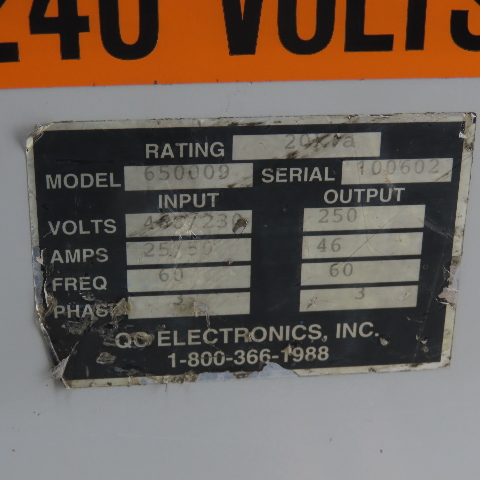 240 VOLTS
RATING 20kva
MODEL 650009 SERIAL 100602
INPUT OUTPUT
VOLTS 250
AMPS 46
FREQ 60 60
PHASE 3 3
QC ELECTRONICS, INC.
1-800-366-1988